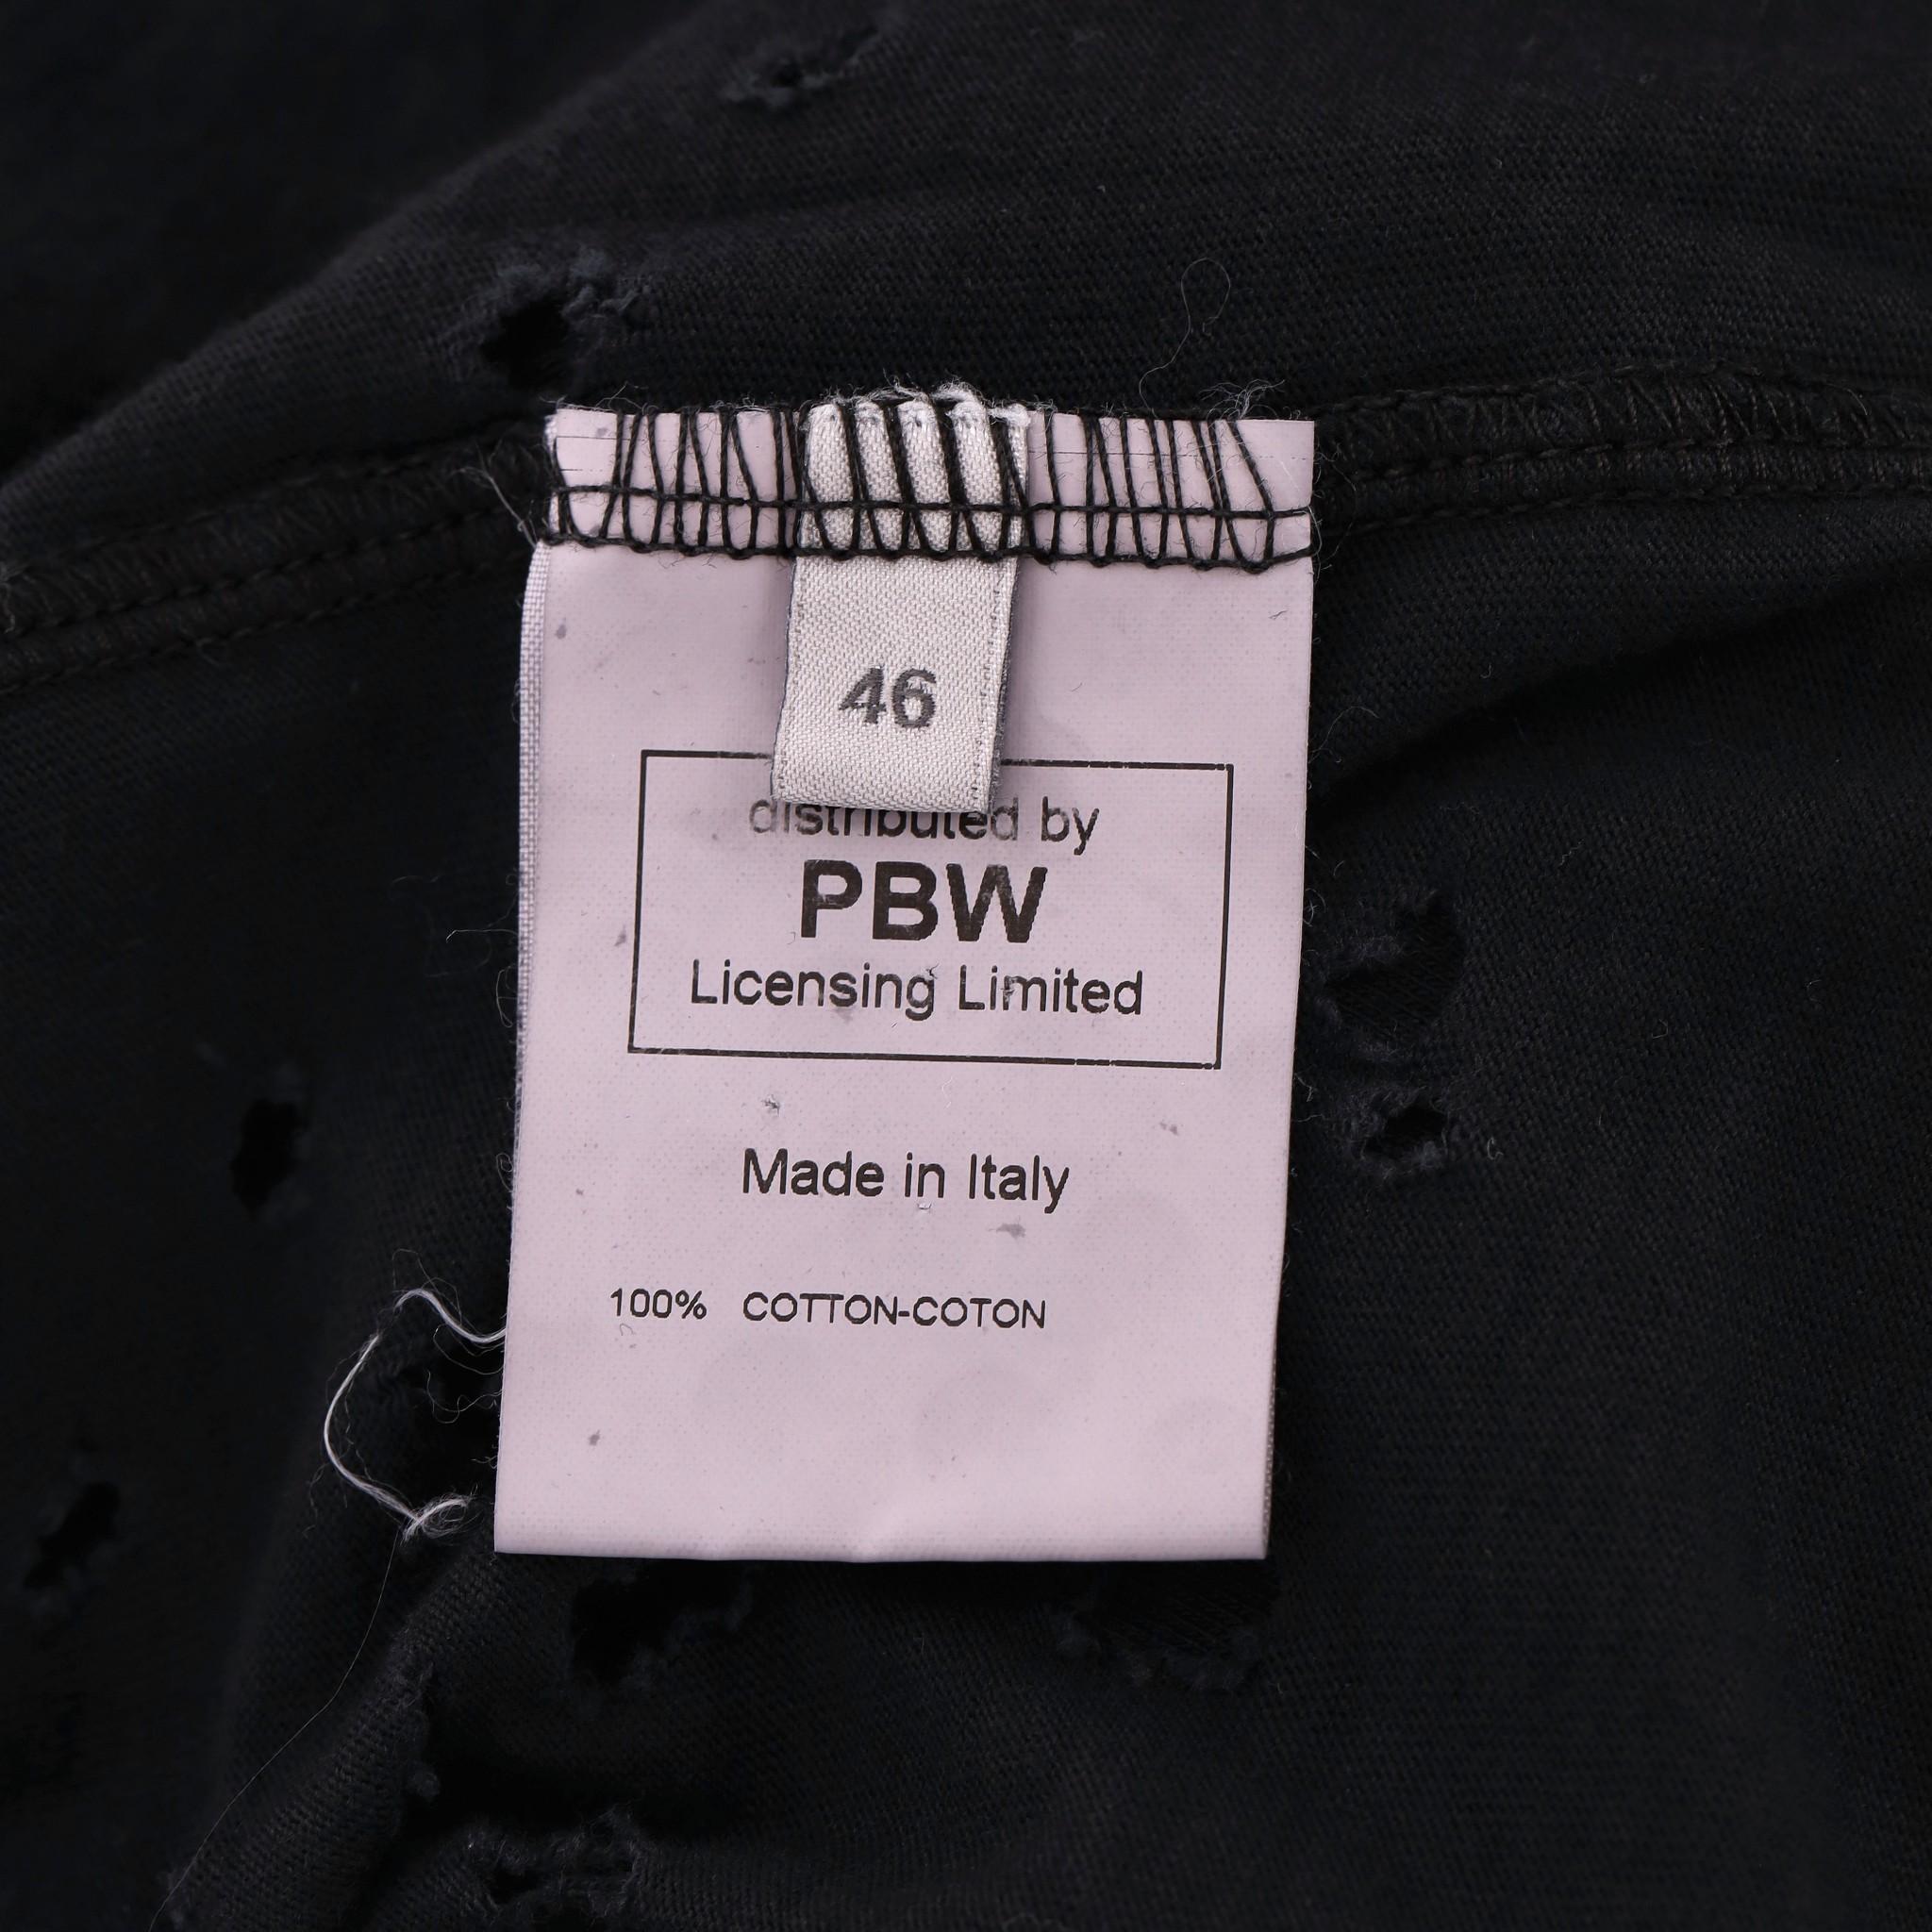 46
distributed by
PBW
Licensing Limited
Made in Italy
100% COTTON-COTON